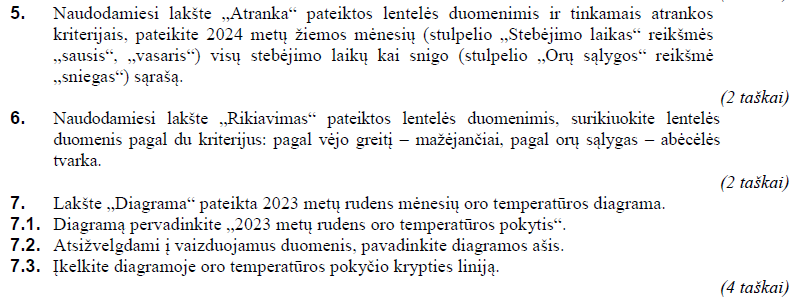 5. Naudodamiesi lakšte „Atranka“ pateiktos lentelės duomenimis ir tinkamais atrankos
kriterijais, pateikite 2024 metų žiemos mėnesių (stulpelio „Stebėjimo laikas“ reikšmės
„sausis“, „vasaris“) visų stebėjimo laikų kai snigo (stulpelio „Orų sąlygos“ reikšmė
„sniegas“) sąrašą.
(2 taškai)
6. Naudodamiesi lakšte „Rikiavimas“ pateiktos lentelės duomenimis, surikiuokite lentelės
duomenis pagal du kriterijus: pagal vėjo greitį – mažėjančiai, pagal orų sąlygas – abėcėlės
tvarka.
(2 taškai)
7. Lakšte „Diagrama“ pateikta 2023 metų rudens mėnesių oro temperatūros diagrama.
7.1. Diagramą pervadinkite „2023 metų rudens oro temperatūros pokytis“.
7.2. Atsižvelgdami į vaizduojamus duomenis, pavadinkite diagramos ašis.
7.3. Įkelkite diagramoje oro temperatūros pokyčio krypties liniją.
(4 taškai)